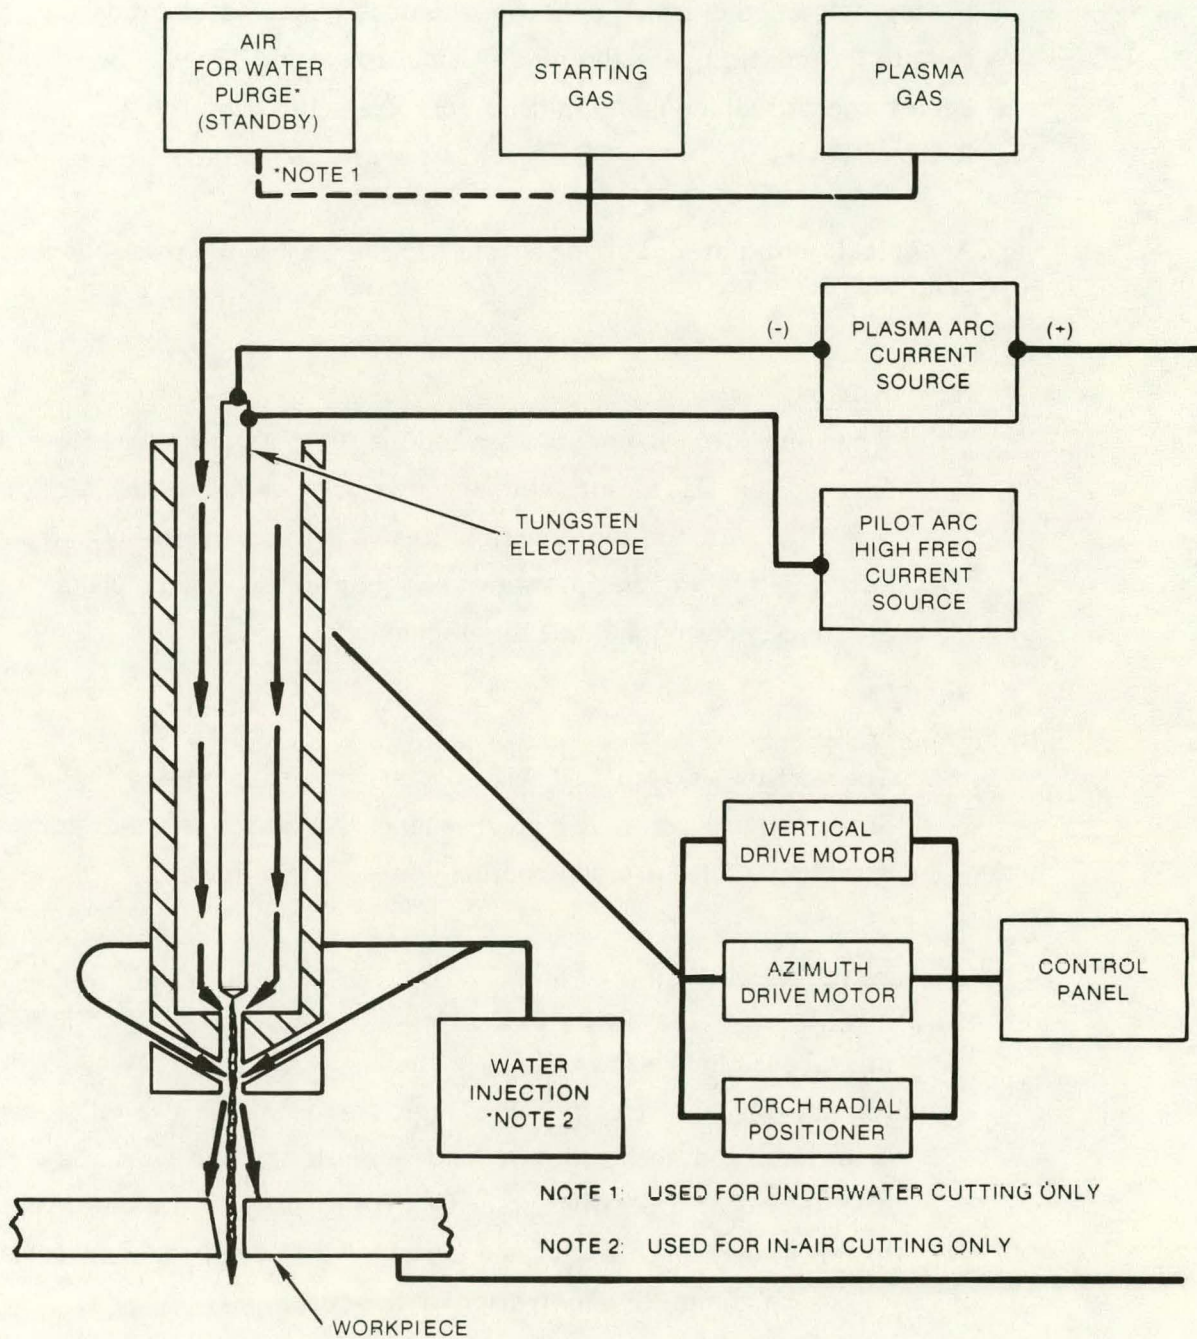 AIR
FOR WATER
PURGE*
(STANDBY)
STARTING
GAS
PLASMA
GAS
*NOTE 1
(-)
PLASMA ARC
CURRENT
SOURCE
(+)
TUNGSTEN
ELECTRODE
PILOT ARC
HIGH FREQ
CURRENT
SOURCE
VERTICAL
DRIVE MOTOR
AZIMUTH
DRIVE MOTOR
CONTROL
PANEL
WATER
INJECTION
*NOTE 2
TORCH RADIAL
POSITIONER
NOTE 1: USED FOR UNDERWATER CUTTING ONLY
NOTE 2: USED FOR IN-AIR CUTTING ONLY
WORKPIECE